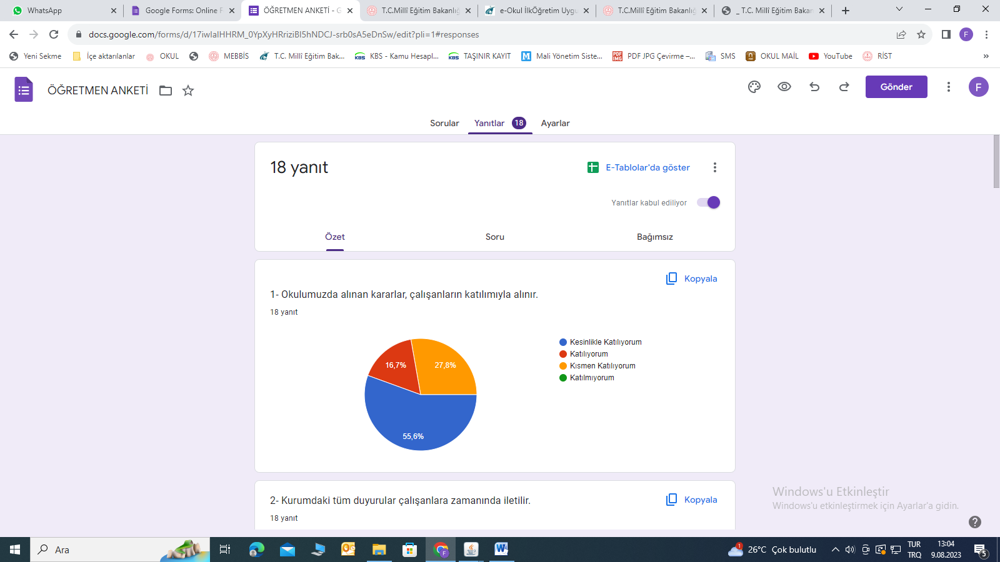 WhatsApp
Google Forms: Online F
ÖĞRETMEN ANKETİ - G
T.C.Millî Eğitim Bakanlığ
e-Okul İlkÖğretim Uygu
T.C.Millî Eğitim Bakanlığ
_ T.C. Millî Eğitim Bakan
docs.google.com/forms/d/17iwIaIHHRM_0YpXyHRriziBI5hNDCJ-srb0sA5eDnSw/edit?pli=1#responses
F
Yeni Sekme
İçe aktarılanlar
OKUL
MEBBİS
T.C. Millî Eğitim Bak...
KBS
KBS - Kamu Hesapl...
KBS
TAŞINIR KAYIT
M
Mali Yönetim Siste...
PDF
IMG
PDF JPG Çevirme –...
SMS
OKUL MAİL
YouTube
RİST
»
ÖĞRETMEN ANKETİ
Gönder
F
Sorular
Yanıtlar 18
Ayarlar
18 yanıt
E-Tablolar'da göster
Yanıtlar kabul ediliyor
Özet
Soru
Bağımsız
Kopyala
1- Okulumuzda alınan kararlar, çalışanların katılımıyla alınır.
18 yanıt
Kesinlikle Katılıyorum
Katılıyorum
Kısmen Katılıyorum
Katılmıyorum
16,7%
27,8%
55,6%
2- Kurumdaki tüm duyurular çalışanlara zamanında iletilir.
Kopyala
18 yanıt
Windows'u Etkinleştir
Windows'u etkinleştirmek için Ayarlar'a gidin.
?
Ara
F
W
1
26°C Çok bulutlu
TUR
TRQ
13:04
9.08.2023
5